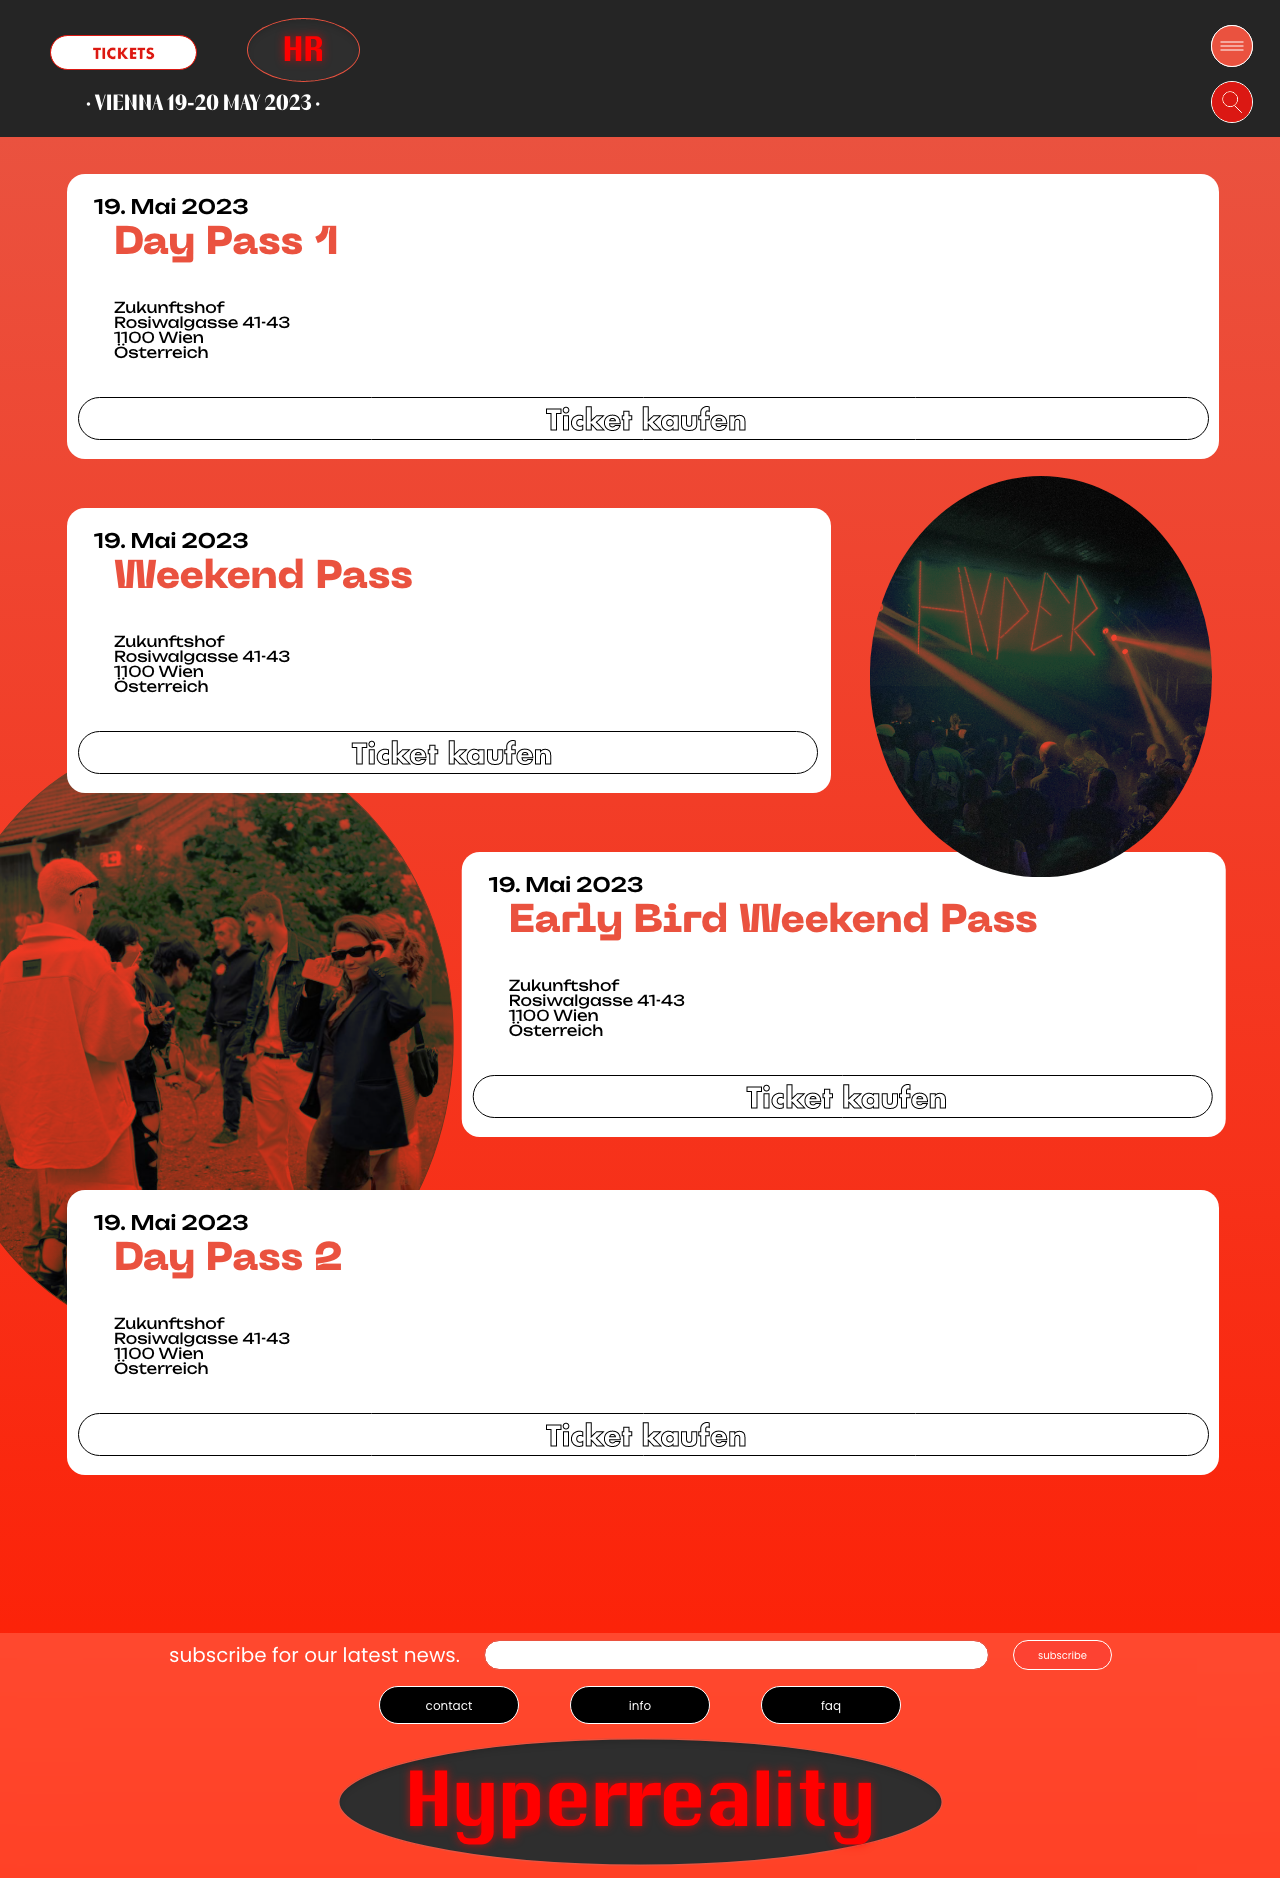 TICKETS
HR
· VIENNA 19-20 MAY 2023 ·
19. Mai 2023
Day Pass 1
Zukunftshof
Rosiwalgasse 41-43
1100 Wien
Österreich
Ticket kaufen
19. Mai 2023
Weekend Pass
Zukunftshof
Rosiwalgasse 41-43
1100 Wien
Österreich
Ticket kaufen
HYPER
19. Mai 2023
Early Bird Weekend Pass
Zukunftshof
Rosiwalgasse 41-43
1100 Wien
Österreich
Ticket kaufen
19. Mai 2023
Day Pass 2
Zukunftshof
Rosiwalgasse 41-43
1100 Wien
Österreich
Ticket kaufen
subscribe for our latest news.
subscribe
contact
info
faq
Hyperreality